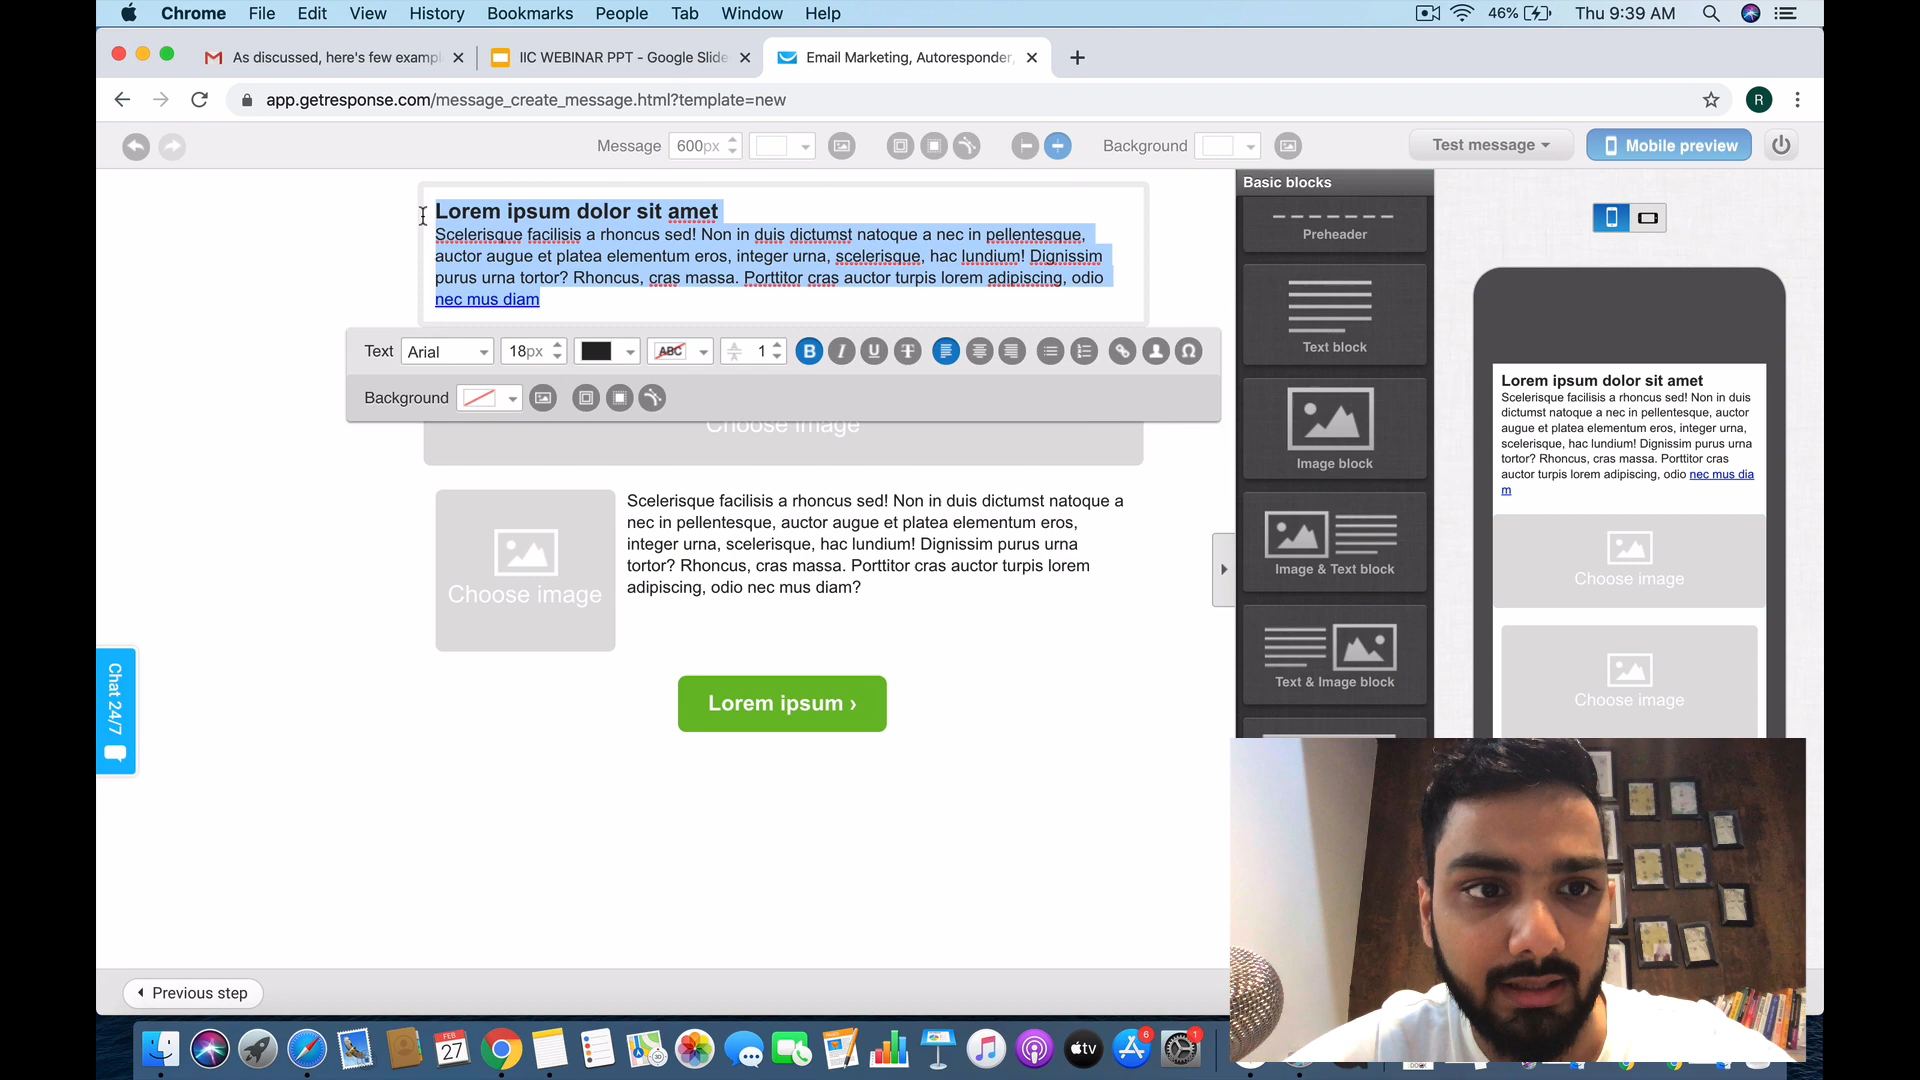 Chrome File Edit View History Bookmarks People Tab Window Help 46% Thu 9:39 AM
As discussed, here's few exampl IIC WEBINAR PPT - Google Slide Email Marketing, Autoresponder,
app.getresponse.com/message_create_message.html?template=new R
Message 600px Background Test message Mobile preview
Lorem ipsum dolor sit amet
Scelerisque facilisis a rhoncus sed! Non in duis dictumst natoque a nec in pellentesque,
auctor augue et platea elementum eros, integer urna, scelerisque, hac lundium! Dignissim
purus urna tortor? Rhoncus, cras massa. Porttitor cras auctor turpis lorem adipiscing, odio
nec mus diam
Text Arial 18px ABC 1 B I U T Ω
Background
Choose image
Choose image
Scelerisque facilisis a rhoncus sed! Non in duis dictumst natoque a
nec in pellentesque, auctor augue et platea elementum eros,
integer urna, scelerisque, hac lundium! Dignissim purus urna
tortor? Rhoncus, cras massa. Porttitor cras auctor turpis lorem
adipiscing, odio nec mus diam?
Lorem ipsum ›
Chat 24/7
Basic blocks
Preheader
Text block
Image block
Image & Text block
Text & Image block
Lorem ipsum dolor sit amet
Scelerisque facilisis a rhoncus sed! Non in duis
dictumst natoque a nec in pellentesque, auctor
augue et platea elementum eros, integer urna,
scelerisque, hac lundium! Dignissim purus urna
tortor? Rhoncus, cras massa. Porttitor cras
auctor turpis lorem adipiscing, odio nec mus dia
m
Choose image
Choose image
Previous step
FEB
27
3D
tv
6
1
DOCX